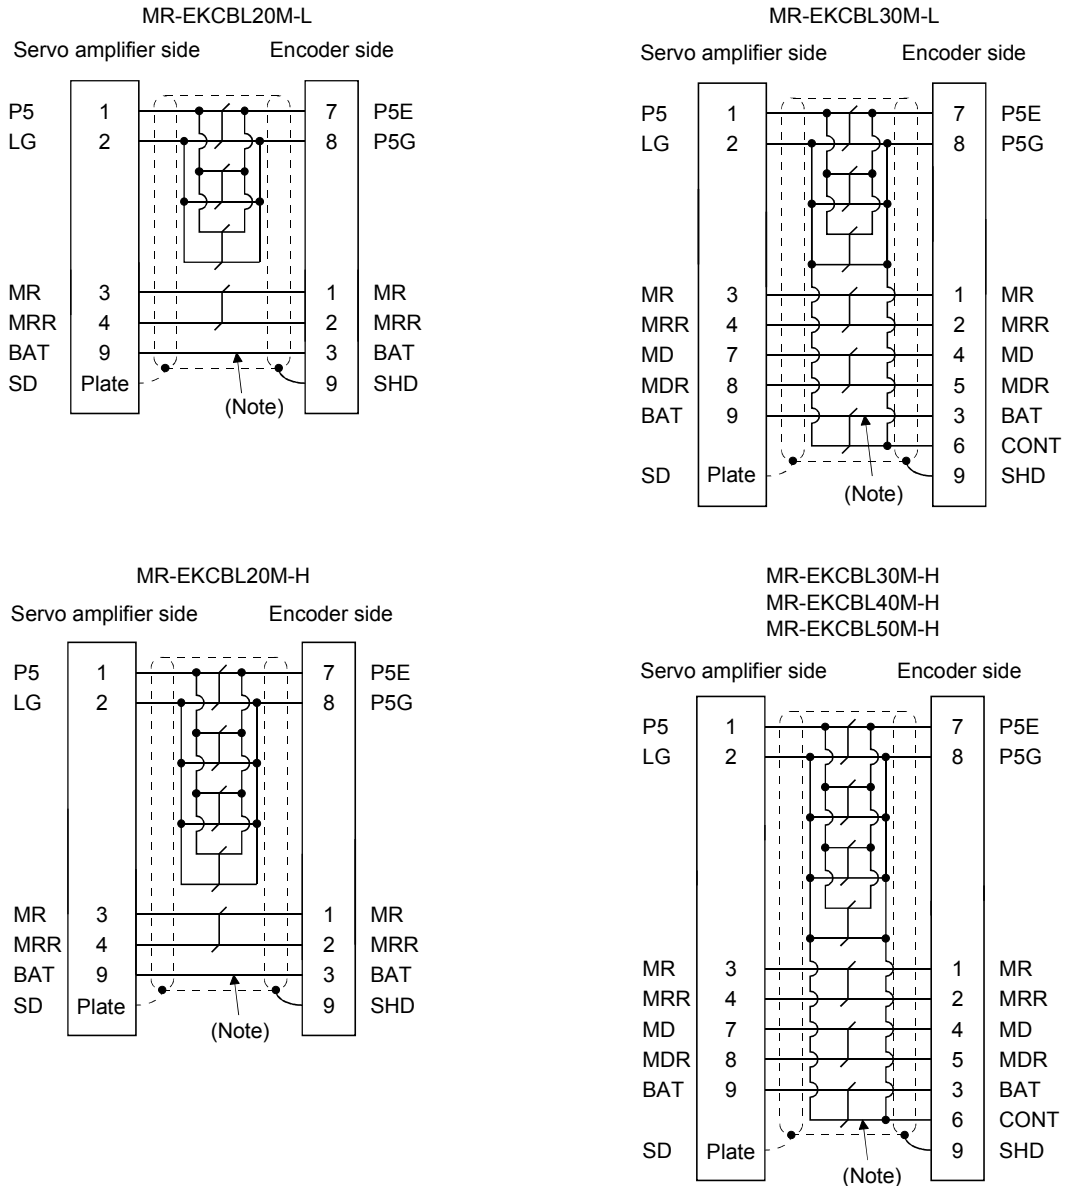 MR-EKCBL20M-L
Servo amplifier side Encoder side
P5 1 7 P5E
LG 2 8 P5G
MR 3 1 MR
MRR 4 2 MRR
BAT 9 3 BAT
SD Plate 9 SHD
(Note)
MR-EKCBL30M-L
Servo amplifier side Encoder side
P5 1 7 P5E
LG 2 8 P5G
MR 3 1 MR
MRR 4 2 MRR
MD 7 4 MD
MDR 8 5 MDR
BAT 9 3 BAT
6 CONT
SD Plate 9 SHD
(Note)
MR-EKCBL20M-H
Servo amplifier side Encoder side
P5 1 7 P5E
LG 2 8 P5G
MR 3 1 MR
MRR 4 2 MRR
BAT 9 3 BAT
SD Plate 9 SHD
(Note)
MR-EKCBL30M-H
MR-EKCBL40M-H
MR-EKCBL50M-H
Servo amplifier side Encoder side
P5 1 7 P5E
LG 2 8 P5G
MR 3 1 MR
MRR 4 2 MRR
MD 7 4 MD
MDR 8 5 MDR
BAT 9 3 BAT
6 CONT
SD Plate 9 SHD
(Note)